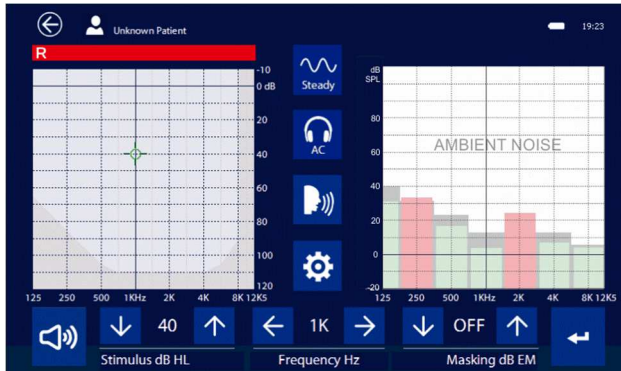 Unknown Patient
19:23
R
-10
0 dB
20
40
60
80
100
120
125 250 500 1KHz 2K 4K 8K 12K5
Steady
AC
dB
SPL
80
60
40
20
0
-20
AMBIENT NOISE
125 250 500 1KHz 2K 4K 8K 12K5
40
Stimulus dB HL
1K
Frequency Hz
OFF
Masking dB EM